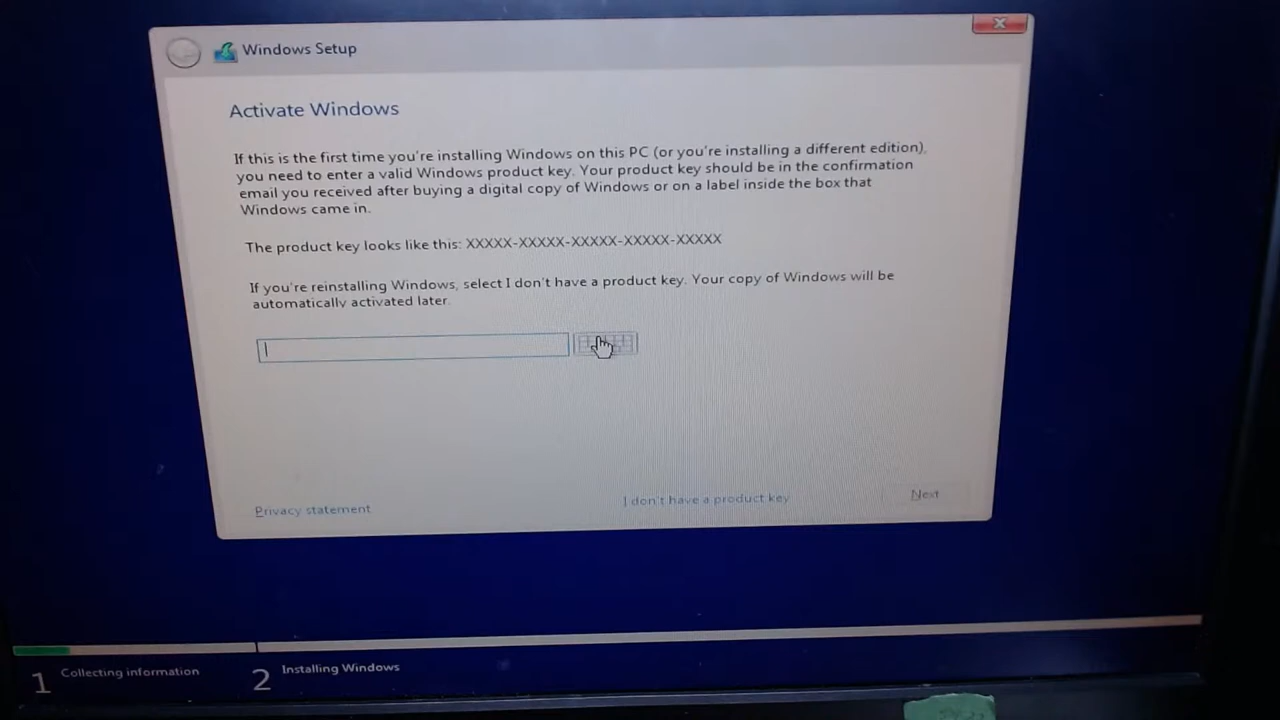 Windows Setup
Activate Windows
If this is the first time you're installing Windows on this PC (or you're installing a different edition),
you need to enter a valid Windows product key. Your product key should be in the confirmation
email you received after buying a digital copy of Windows or on a label inside the box that
Windows came in.
The product key looks like this: XXXXX-XXXXX-XXXXX-XXXXX-XXXXX
If you're reinstalling Windows, select I don't have a product key. Your copy of Windows will be
automatically activated later.
Privacy statement
I don't have a product key
Next
1 Collecting information
2 Installing Windows